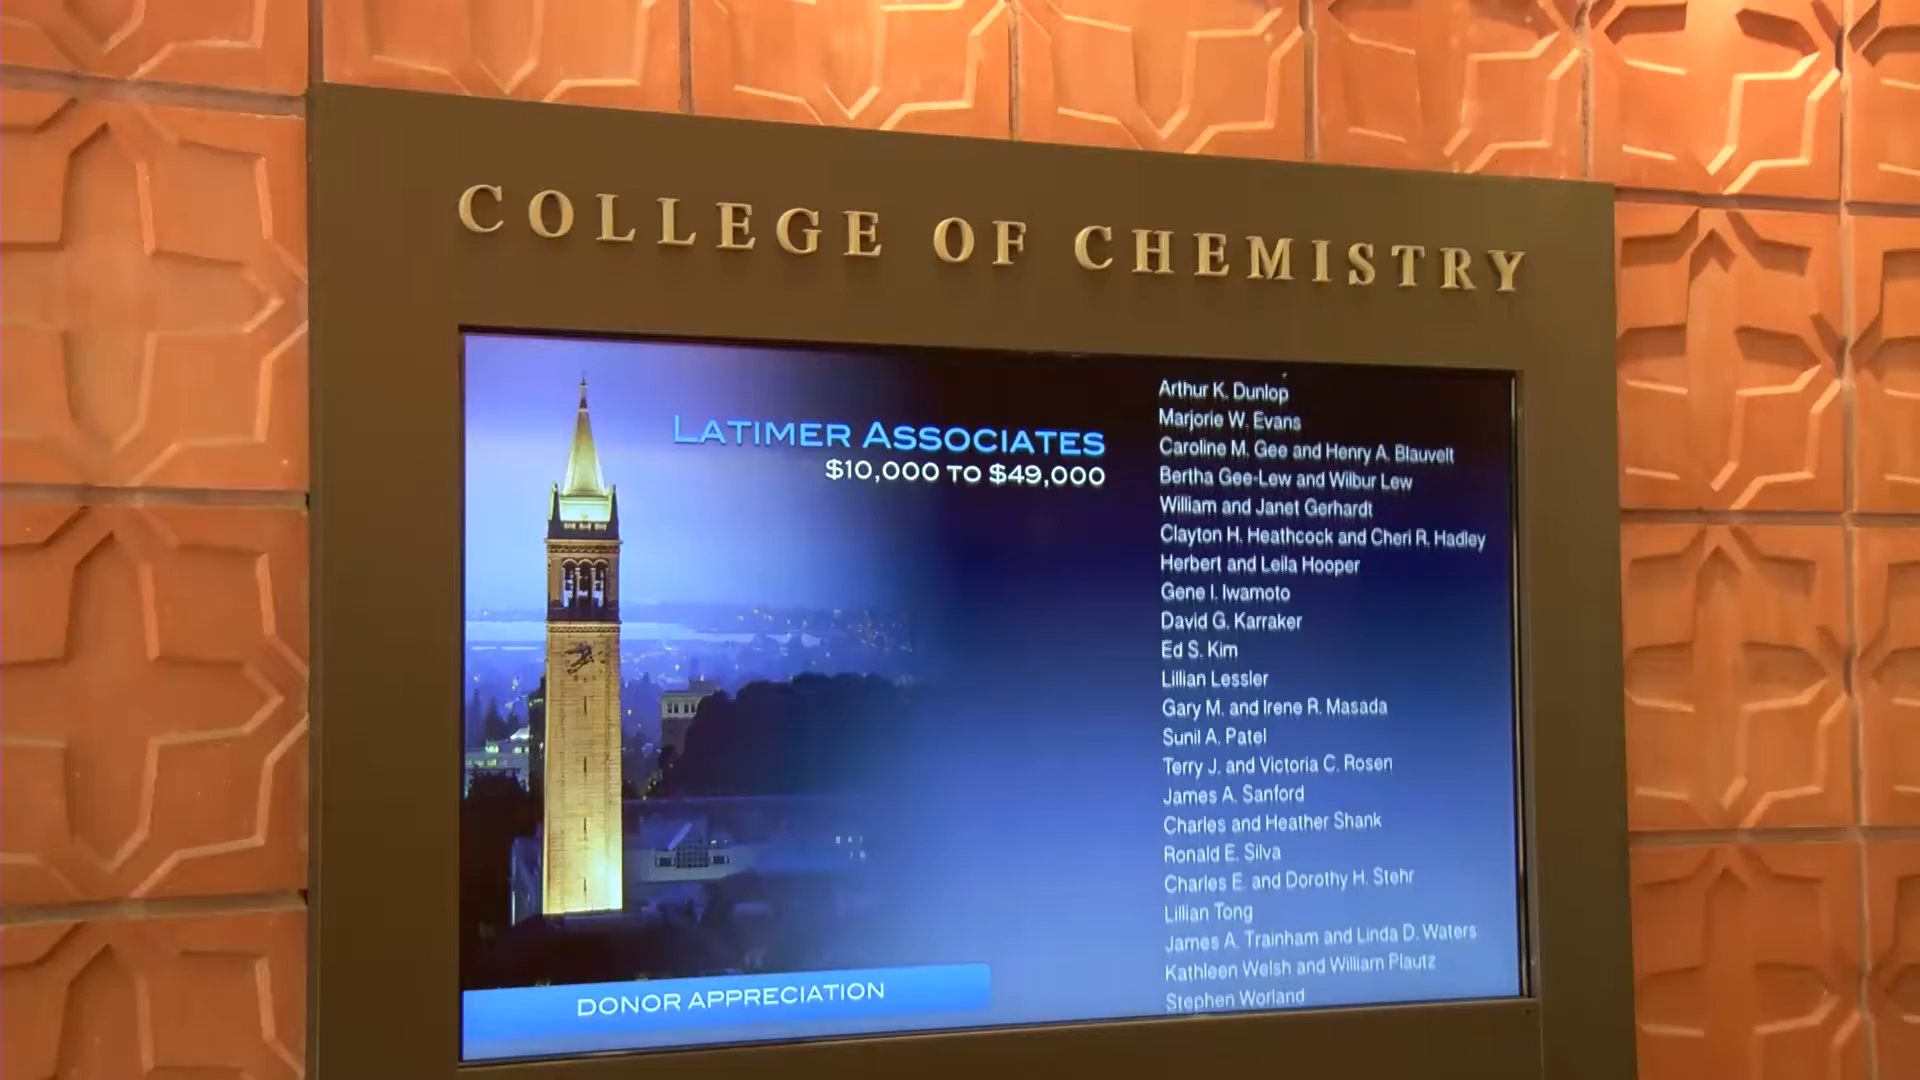 COLLEGE OF CHEMISTRY
LATIMER ASSOCIATES
$10,000 TO $49,000
Arthur K. Dunlop
Marjorie W. Evans
Caroline M. Gee and Henry A. Blauvelt
Bertha Gee-Lew and Wilbur Lew
William and Janet Gerhardt
Clayton H. Heathcock and Cheri R. Hadley
Herbert and Leila Hooper
Gene I. Iwamoto
David G. Karraker
Ed S. Kim
Lillian Lessler
Gary M. and Irene R. Masada
Sunil A. Patel
Terry J. and Victoria C. Rosen
James A. Sanford
Charles and Heather Shank
Ronald E. Silva
Charles E. and Dorothy H. Stehr
Lillian Tong
James A. Trainham and Linda D. Waters
Kathleen Welsh and William Plautz
Stephen Worland
DONOR APPRECIATION